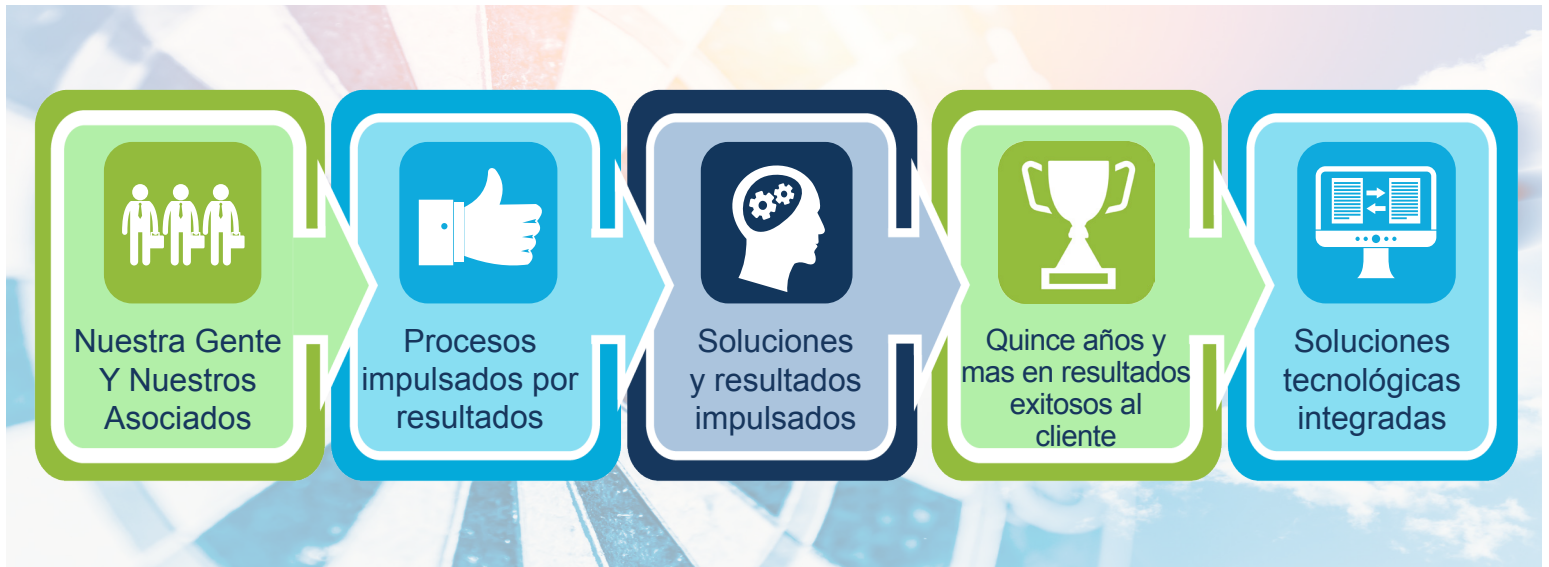 Nuestra Gente
Y Nuestros
Asociados
Procesos
impulsados por
resultados
Soluciones
y resultados
impulsados
Quince años y
mas en resultados
exitosos al
cliente
Soluciones
tecnológicas
integradas